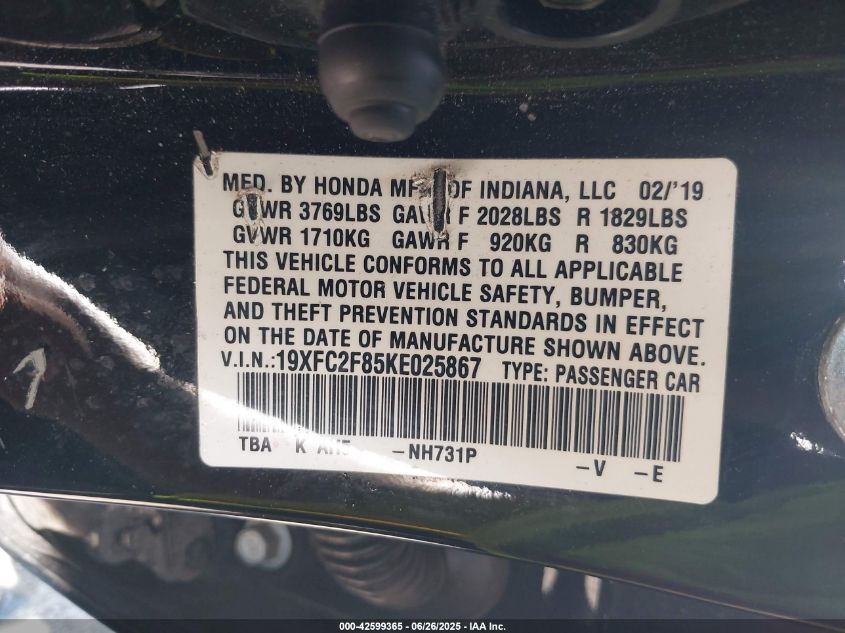 MED. BY HONDA MFG OF INDIANA, LLC 02/'19
GVWR 3769LBS GAWR F 2028LBS R 1829LBS
GVWR 1710KG GAWR F 920KG R 830KG
THIS VEHICLE CONFORMS TO ALL APPLICABLE
FEDERAL MOTOR VEHICLE SAFETY, BUMPER,
AND THEFT PREVENTION STANDARDS IN EFFECT
ON THE DATE OF MANUFACTURE SHOWN ABOVE.
V.I.N.:19XFC2F85KE025867 TYPE: PASSENGER CAR
TBA K –NH731P
–V –E
000-42599365 - 06/26/2025 - IAA Inc.